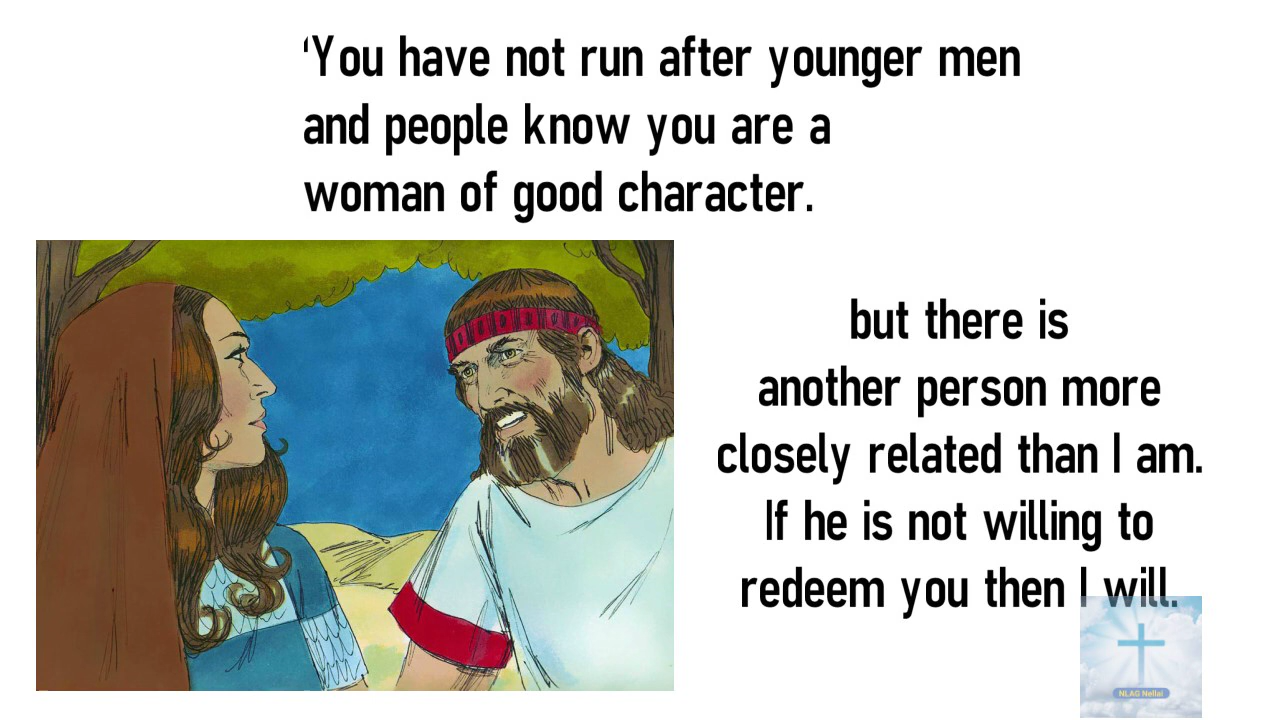 ‘You have not run after younger men
and people know you are a
woman of good character.
but there is
another person more
closely related than I am.
If he is not willing to
redeem you then I will.
NLAG Nellai